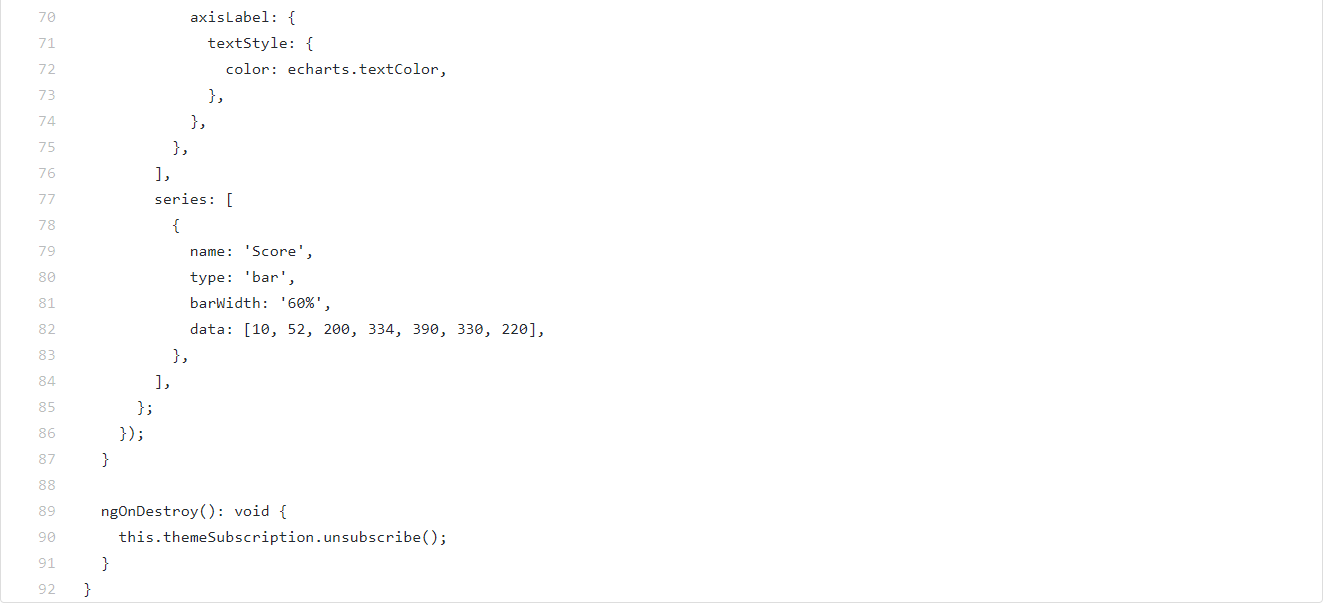 70 axisLabel: {
71 textStyle: {
72 color: echarts.textColor,
73 },
74 },
75 },
76 ],
77 series: [
78 {
79 name: 'Score',
80 type: 'bar',
81 barWidth: '60%',
82 data: [10, 52, 200, 334, 390, 330, 220],
83 },
84 ],
85 };
86 });
87 }
88
89 ngOnDestroy(): void {
90 this.themeSubscription.unsubscribe();
91 }
92 }